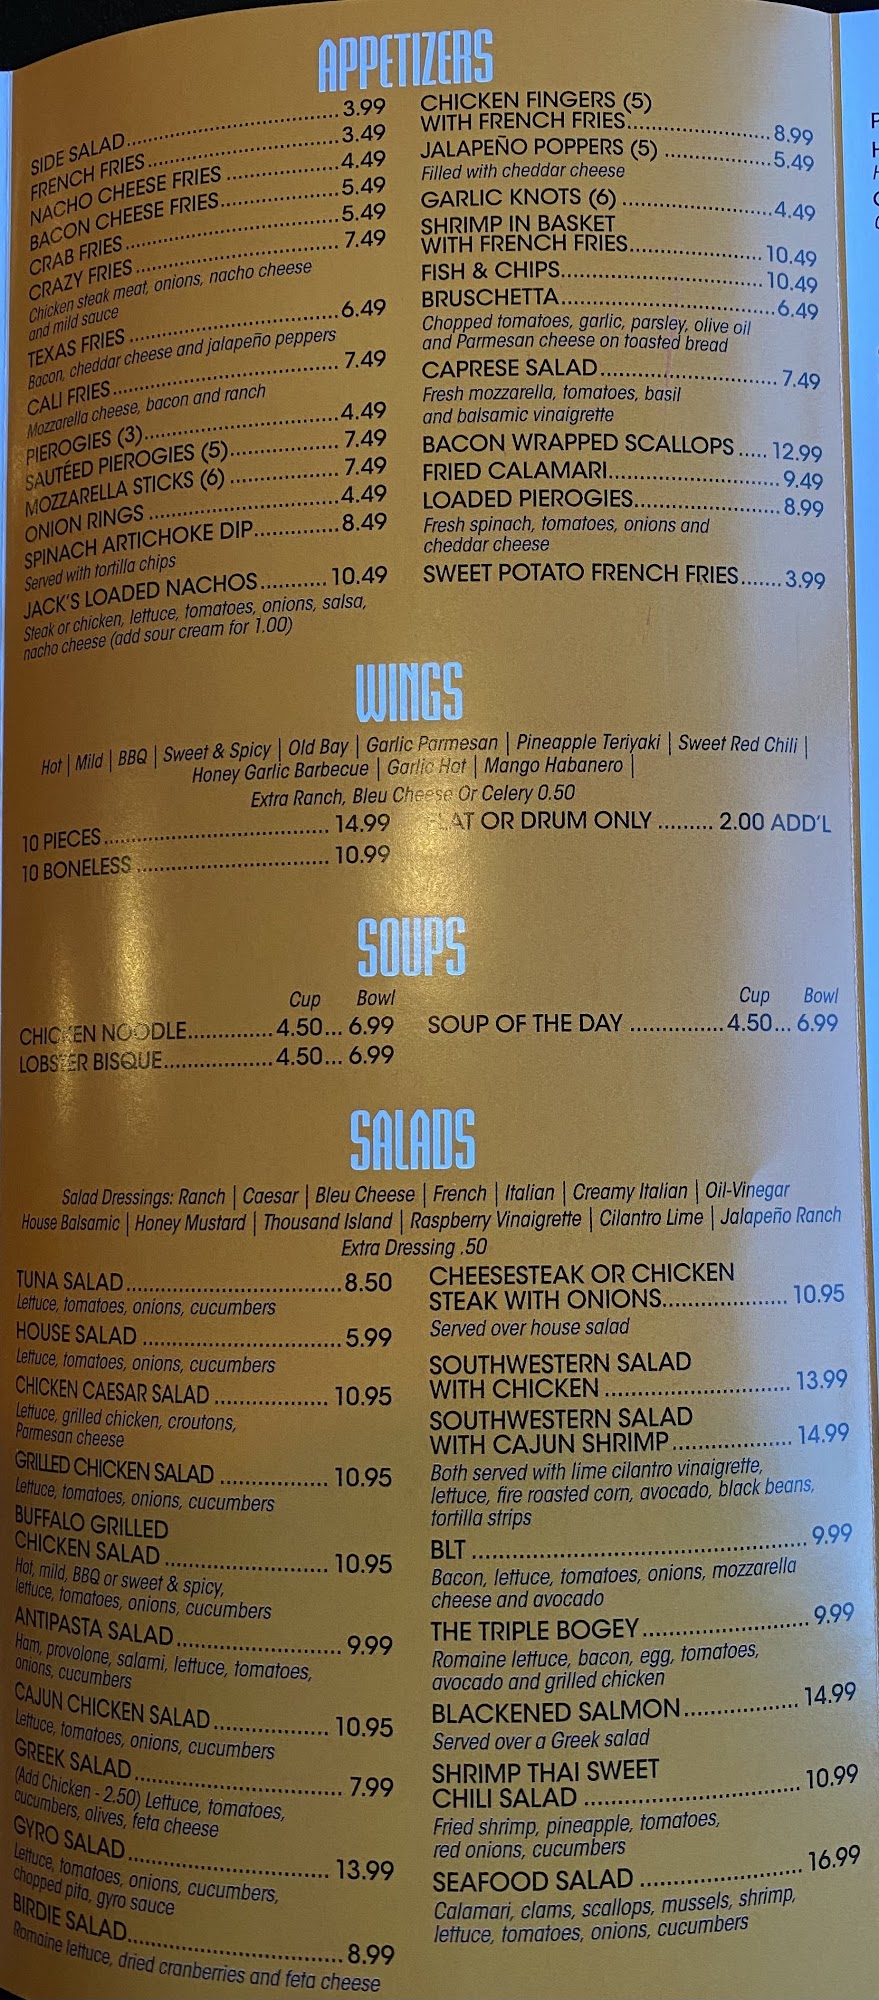 APPETIZERS
SIDE SALAD 3.99
FRENCH FRIES 3.49
NACHO CHEESE FRIES 4.49
BACON CHEESE FRIES 5.49
CRAB FRIES 5.49
CRAZY FRIES 7.49
Chicken steak meat, onions, nacho cheese
and mild sauce
TEXAS FRIES 6.49
Bacon, cheddar cheese and jalapeño peppers
CALI FRIES 7.49
Mozzarella cheese, bacon and ranch
PIEROGIES (3) 4.49
SAUTÉED PIEROGIES (5) 7.49
MOZZARELLA STICKS (6) 7.49
ONION RINGS 4.49
SPINACH ARTICHOKE DIP 8.49
Served with tortilla chips
JACK'S LOADED NACHOS 10.49
Steak or chicken, lettuce, tomatoes, onions, salsa,
nacho cheese (add sour cream for 1.00)
CHICKEN FINGERS (5)
WITH FRENCH FRIES 8.99
JALAPEÑO POPPERS (5) 5.49
Filled with cheddar cheese
GARLIC KNOTS (6) 4.49
SHRIMP IN BASKET
WITH FRENCH FRIES 10.49
FISH & CHIPS 10.49
BRUSCHETTA 6.49
Chopped tomatoes, garlic, parsley, olive oil
and Parmesan cheese on toasted bread
CAPRESE SALAD 7.49
Fresh mozzarella, tomatoes, basil
and balsamic vinaigrette
BACON WRAPPED SCALLOPS 12.99
FRIED CALAMARI 9.49
LOADED PIEROGIES 8.99
Fresh spinach, tomatoes, onions and
cheddar cheese
SWEET POTATO FRENCH FRIES 3.99
WINGS
Hot | Mild | BBQ | Sweet & Spicy | Old Bay | Garlic Parmesan | Pineapple Teriyaki | Sweet Red Chili |
Honey Garlic Barbecue | Garlic Hot | Mango Habanero |
Extra Ranch, Bleu Cheese Or Celery 0.50
10 PIECES 14.99
10 BONELESS 10.99
FLAT OR DRUM ONLY 2.00 ADD'L
SOUPS
Cup Bowl
CHICKEN NOODLE 4.50... 6.99
LOBSTER BISQUE 4.50... 6.99
Cup Bowl
SOUP OF THE DAY 4.50... 6.99
SALADS
Salad Dressings: Ranch | Caesar | Bleu Cheese | French | Italian | Creamy Italian | Oil-Vinegar
House Balsamic | Honey Mustard | Thousand Island | Raspberry Vinaigrette | Cilantro Lime | Jalapeño Ranch
Extra Dressing .50
TUNA SALAD 8.50
Lettuce, tomatoes, onions, cucumbers
HOUSE SALAD 5.99
Lettuce, tomatoes, onions, cucumbers
CHICKEN CAESAR SALAD 10.95
Lettuce, grilled chicken, croutons,
Parmesan cheese
GRILLED CHICKEN SALAD 10.95
Lettuce, tomatoes, onions, cucumbers
BUFFALO GRILLED
CHICKEN SALAD 10.95
Hot, mild, BBQ or sweet & spicy,
lettuce, tomatoes, onions, cucumbers
ANTIPASTA SALAD 9.99
Ham, provolone, salami, lettuce, tomatoes,
onions, cucumbers
CAJUN CHICKEN SALAD 10.95
Lettuce, tomatoes, onions, cucumbers
GREEK SALAD 7.99
(Add Chicken - 2.50) Lettuce, tomatoes,
cucumbers, olives, feta cheese
GYRO SALAD 13.99
Lettuce, tomatoes, onions, cucumbers,
chopped pita, gyro sauce
BIRDIE SALAD 8.99
Romaine lettuce, dried cranberries and feta cheese
CHEESESTEAK OR CHICKEN
STEAK WITH ONIONS 10.95
Served over house salad
SOUTHWESTERN SALAD
WITH CHICKEN 13.99
SOUTHWESTERN SALAD
WITH CAJUN SHRIMP 14.99
Both served with lime cilantro vinaigrette,
lettuce, fire roasted corn, avocado, black beans,
tortilla strips
BLT 9.99
Bacon, lettuce, tomatoes, onions, mozzarella
cheese and avocado
THE TRIPLE BOGEY 9.99
Romaine lettuce, bacon, egg, tomatoes,
avocado and grilled chicken
BLACKENED SALMON 14.99
Served over a Greek salad
SHRIMP THAI SWEET
CHILI SALAD 10.99
Fried shrimp, pineapple, tomatoes,
red onions, cucumbers
SEAFOOD SALAD 16.99
Calamari, clams, scallops, mussels, shrimp,
lettuce, tomatoes, onions, cucumbers